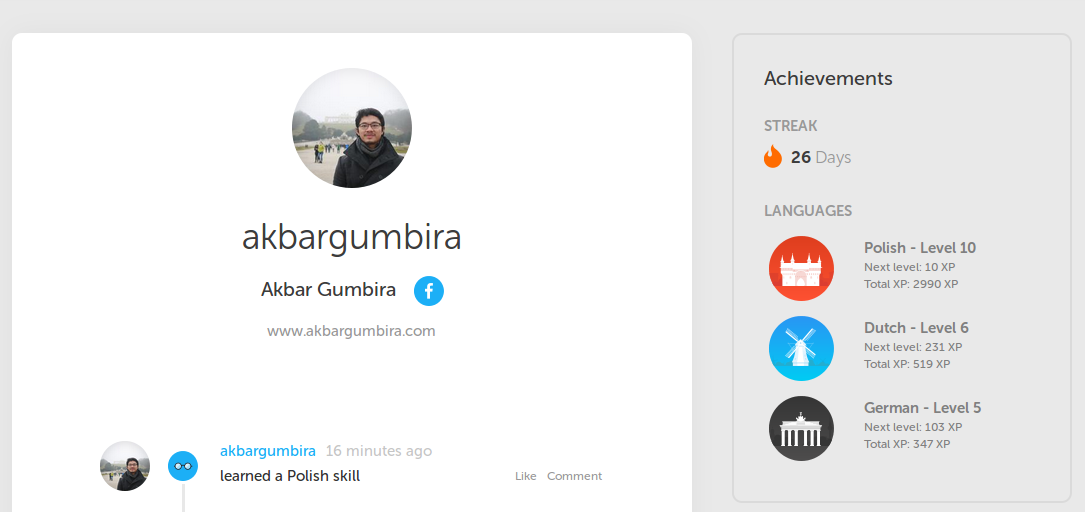 akbargumbira
Akbar Gumbira
www.akbargumbira.com
akbargumbira 16 minutes ago
learned a Polish skill
Like Comment
Achievements
STREAK
26 Days
LANGUAGES
Polish - Level 10
Next level: 10 XP
Total XP: 2990 XP
Dutch - Level 6
Next level: 231 XP
Total XP: 519 XP
German - Level 5
Next level: 103 XP
Total XP: 347 XP